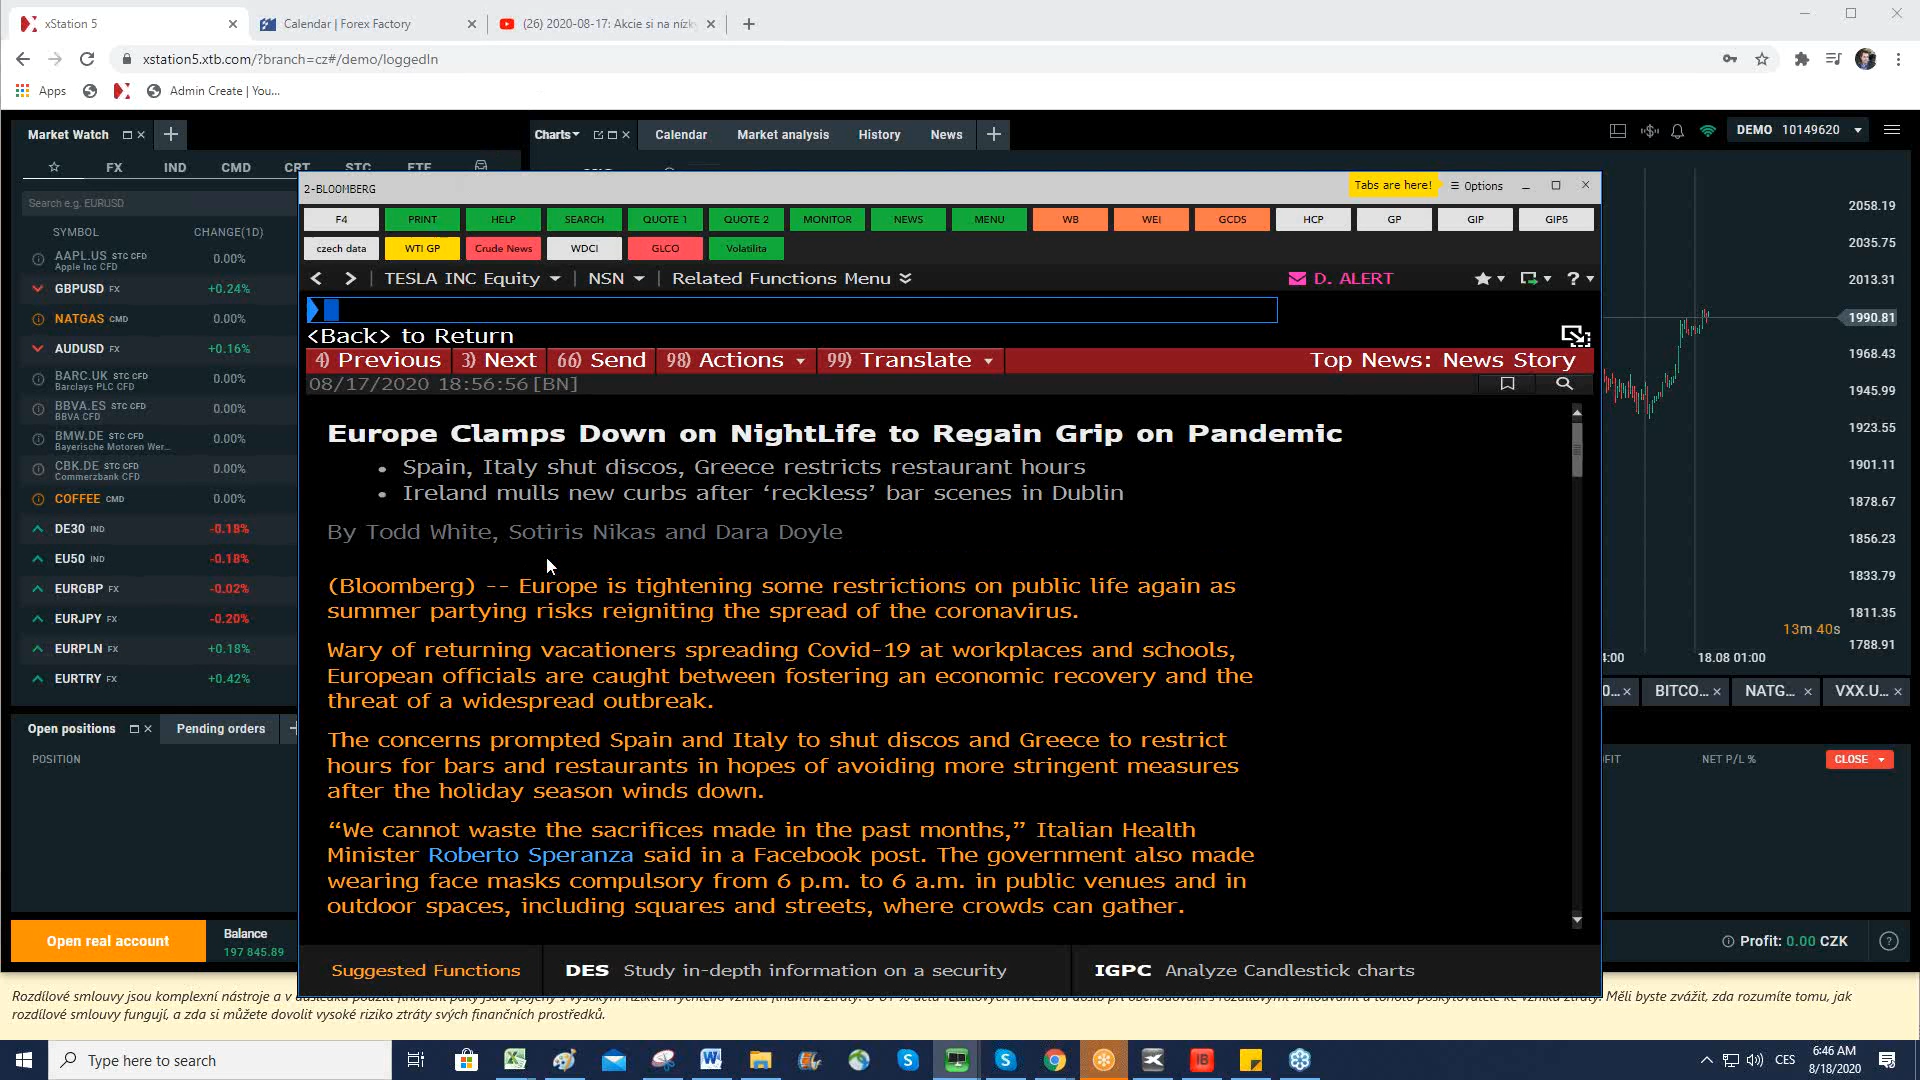 xStation 5
Calendar | Forex Factory
(26) 2020-08-17: Akcie si na nízk
xstation5.xtb.com/?branch=cz#/demo/loggedIn
Apps
Admin Create | You...
Market Watch
Charts
Calendar
Market analysis
History
News
DEMO 10149620
FX IND CMD CRT STC ETF
Search e.g. EURUSD
SYMBOL CHANGE(1D)
AAPL.US STC CFD 0.00%
Apple Inc CFD
GBPUSD FX +0.24%
NATGAS CMD 0.00%
AUDUSD FX +0.16%
BARC.UK STC CFD 0.00%
Barclays PLC CFD
BBVA.ES STC CFD 0.00%
BBVA CFD
BMW.DE STC CFD 0.00%
Bayerische Motoren Wer...
CBK.DE STC CFD 0.00%
Commerzbank CFD
COFFEE CMD 0.00%
DE30 IND -0.18%
EU50 IND -0.18%
EURGBP FX -0.02%
EURJPY FX -0.20%
EURPLN FX +0.18%
EURTRY FX +0.42%
2-BLOOMBERG
Tabs are here!
Options
F4 PRINT HELP SEARCH QUOTE 1 QUOTE 2 MONITOR NEWS MENU WB WEI GCDS HCP GP GIP GIP5
czech data WTI GP Crude News WDCI GLCO Volatilita
TESLA INC Equity NSN Related Functions Menu D. ALERT
<Back> to Return
4) Previous 3) Next 66) Send 98) Actions 99) Translate Top News: News Story
08/17/2020 18:56:56 [BN]
Europe Clamps Down on NightLife to Regain Grip on Pandemic
• Spain, Italy shut discos, Greece restricts restaurant hours
• Ireland mulls new curbs after ‘reckless’ bar scenes in Dublin
By Todd White, Sotiris Nikas and Dara Doyle
(Bloomberg) -- Europe is tightening some restrictions on public life again as
summer partying risks reigniting the spread of the coronavirus.
Wary of returning vacationers spreading Covid-19 at workplaces and schools,
European officials are caught between fostering an economic recovery and the
threat of a widespread outbreak.
The concerns prompted Spain and Italy to shut discos and Greece to restrict
hours for bars and restaurants in hopes of avoiding more stringent measures
after the holiday season winds down.
“We cannot waste the sacrifices made in the past months,” Italian Health
Minister Roberto Speranza said in a Facebook post. The government also made
wearing face masks compulsory from 6 p.m. to 6 a.m. in public venues and in
outdoor spaces, including squares and streets, where crowds can gather.
Suggested Functions DES Study in-depth information on a security IGPC Analyze Candlestick charts
2058.19
2035.75
2013.31
1990.81
1968.43
1945.99
1923.55
1901.11
1878.67
1856.23
1833.79
1811.35
13m 40s
1788.91
4:00 18.08 01:00
0... BITCO... NATG... VXX.U...
Open positions
Pending orders
POSITION
FIT NET P/L % CLOSE
Open real account
Balance
197 845.89
Profit: 0.00 CZK
Měli byste zvážit, zda rozumíte tomu, jak
rozdílové smlouvy fungují, a zda si můžete dovolit vysoké riziko ztráty svých finančních prostředků.
Type here to search
CES
6:46 AM
8/18/2020